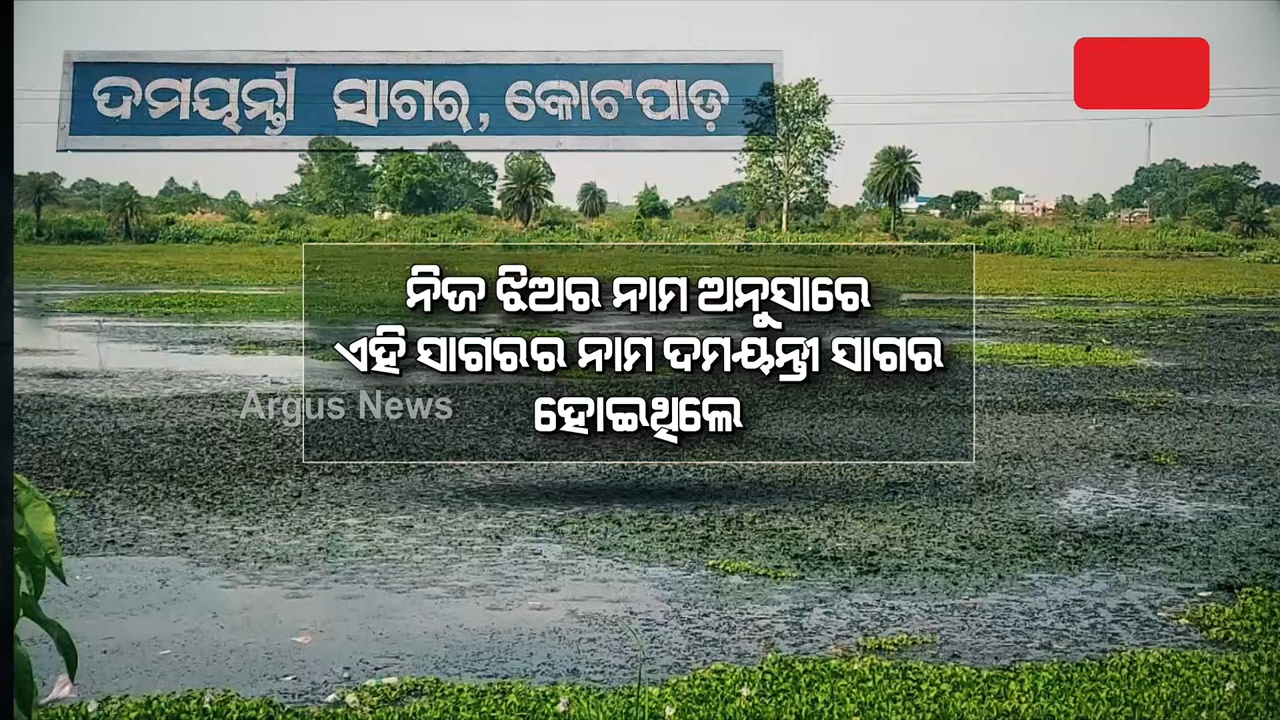 ଦମୟନ୍ତୀ ସାଗର, କୋଟପାଡ଼
ନିଜ ଝିଅର ନାମ ଅନୁସାରେ
ଏହି ସାଗରର ନାମ ଦମୟନ୍ତୀ ସାଗର
Argus News
ହୋଇଥିଲେ